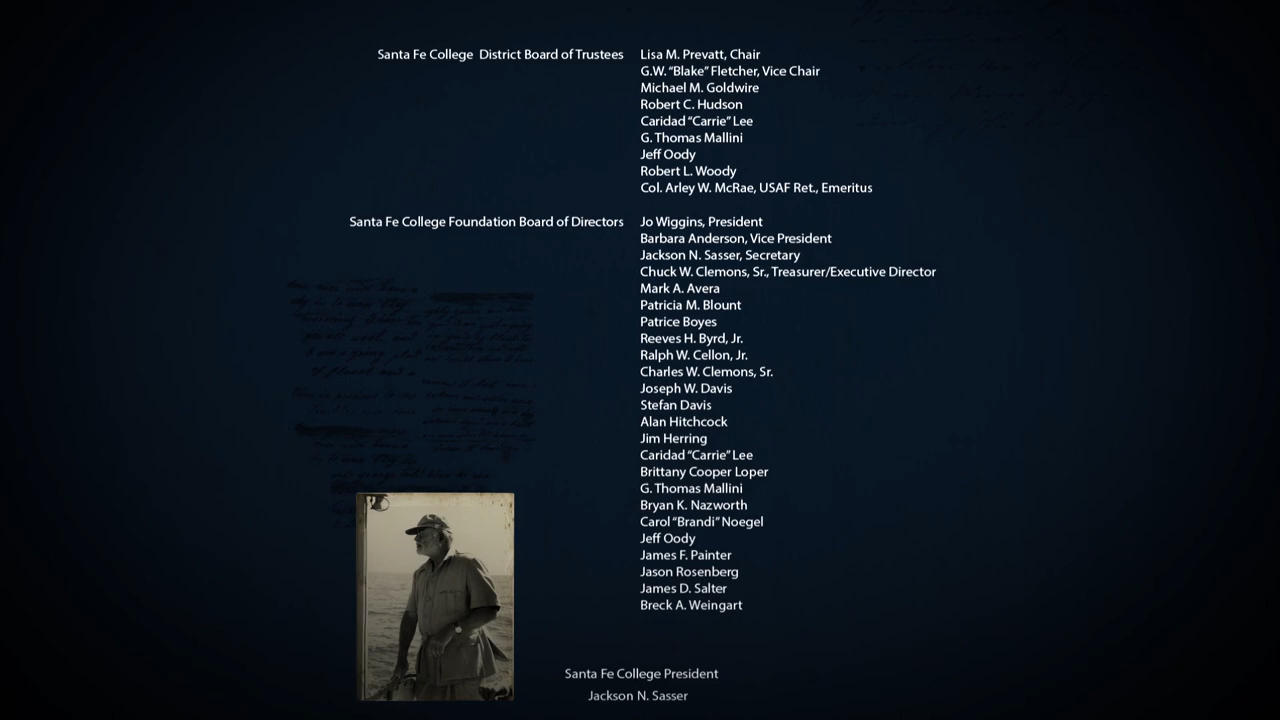 Santa Fe College District Board of Trustees Lisa M. Prevatt, Chair
G.W. “Blake” Fletcher, Vice Chair
Michael M. Goldwire
Robert C. Hudson
Caridad “Carrie” Lee
G. Thomas Mallini
Jeff Oody
Robert L. Woody
Col. Arley W. McRae, USAF Ret., Emeritus
Santa Fe College Foundation Board of Directors Jo Wiggins, President
Barbara Anderson, Vice President
Jackson N. Sasser, Secretary
Chuck W. Clemons, Sr., Treasurer/Executive Director
Mark A. Avera
Patricia M. Blount
Patrice Boyes
Reeves H. Byrd, Jr.
Ralph W. Cellon, Jr.
Charles W. Clemons, Sr.
Joseph W. Davis
Stefan Davis
Alan Hitchcock
Jim Herring
Caridad “Carrie” Lee
Brittany Cooper Loper
G. Thomas Mallini
Bryan K. Nazworth
Carol “Brandi” Noegel
Jeff Oody
James F. Painter
Jason Rosenberg
James D. Salter
Breck A. Weingart
Santa Fe College President
Jackson N. Sasser